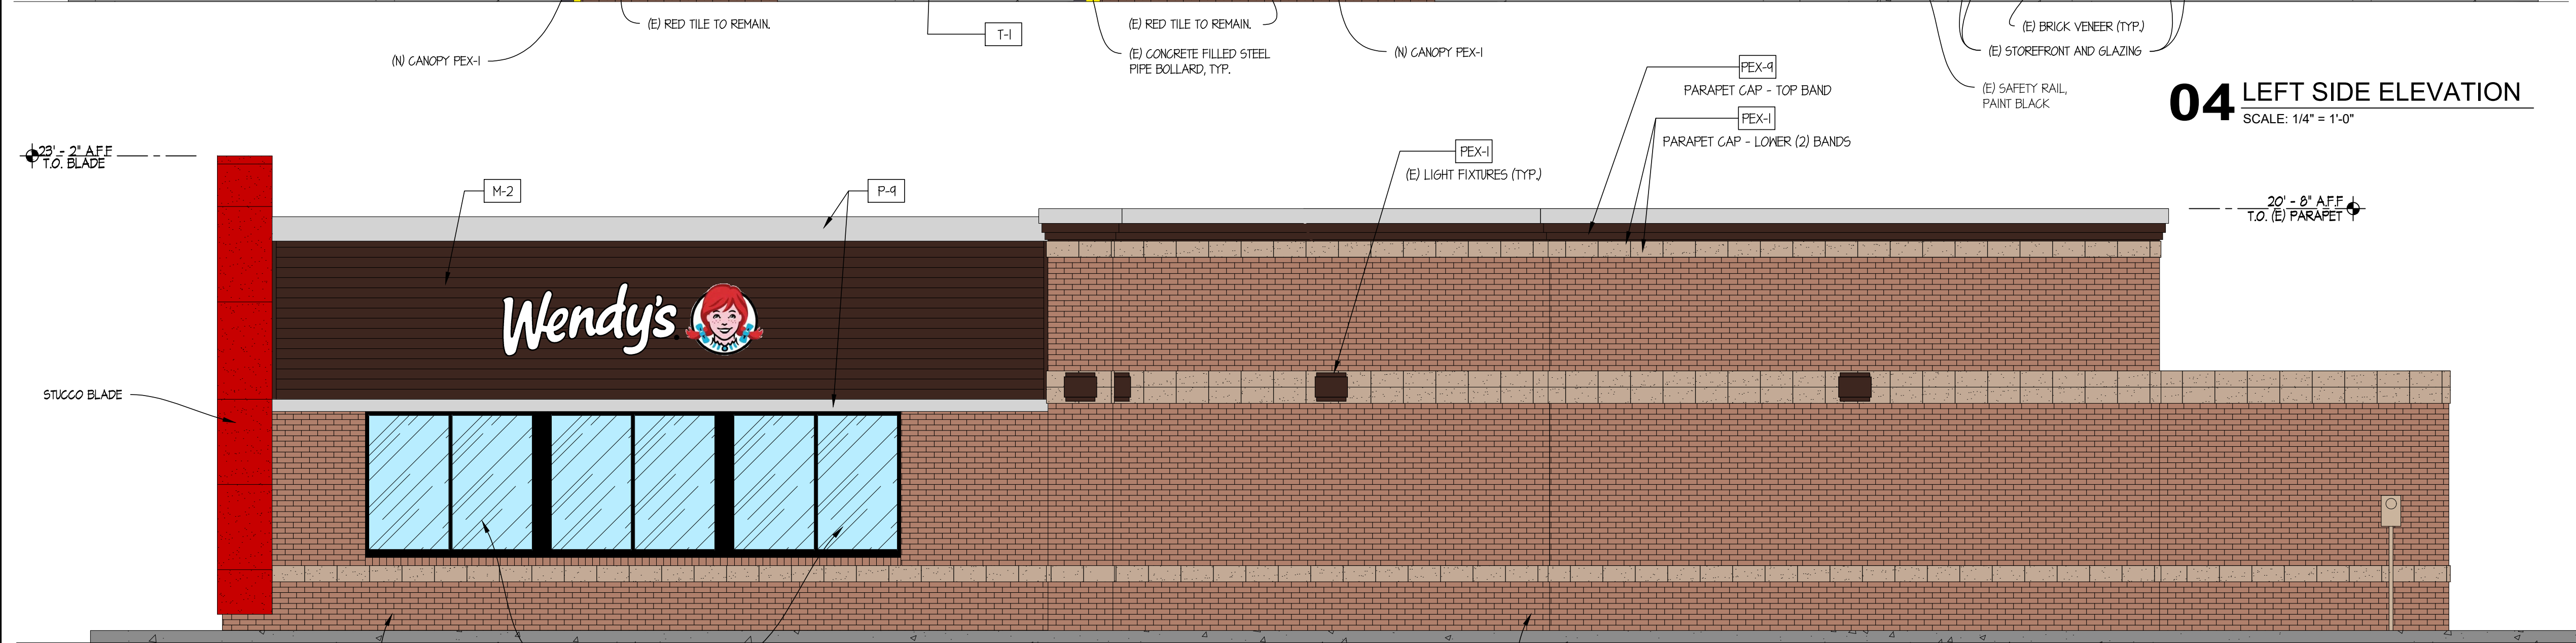 (E) RED TILE TO REMAIN.
(N) CANOPY PEX-1
T-1
(E) RED TILE TO REMAIN.
(E) CONCRETE FILLED STEEL
PIPE BOLLARD, TYP.
(N) CANOPY PEX-1
(E) BRICK VENEER (TYP.)
(E) STOREFRONT AND GLAZING
(E) SAFETY RAIL,
PAINT BLACK
04 LEFT SIDE ELEVATION
SCALE: 1/4" = 1'-0"
PEX-9
PARAPET CAP - TOP BAND
PEX-1
PARAPET CAP - LOWER (2) BANDS
PEX-1
(E) LIGHT FIXTURES (TYP.)
23' - 2" A.F.F
T.O. BLADE
M-2
P-9
20' - 8" A.F.F
T.O. (E) PARAPET
Wendy's
STUCCO BLADE